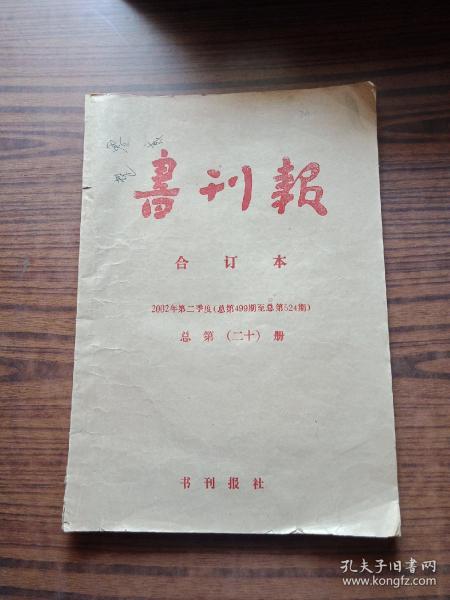 書刊報
合订本
2002年第二季度(总第499期至总第524期)
总第(二十)册
书刊报社
孔夫子旧书网
www.kongfz.com